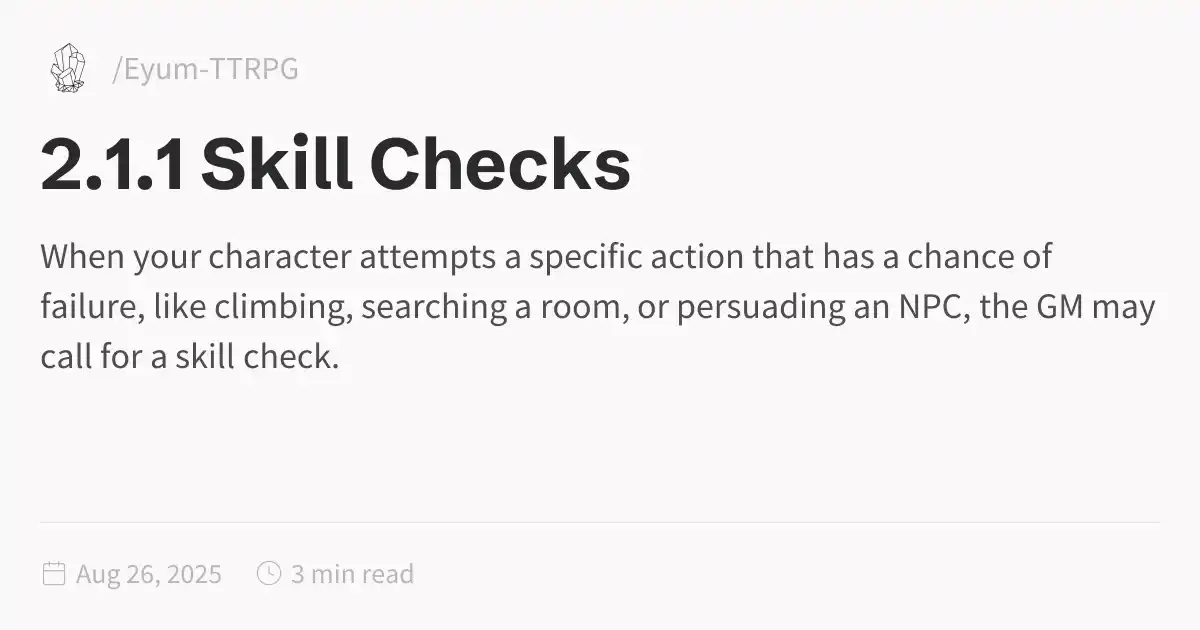 /Eyum-TTRPG
2.1.1 Skill Checks
When your character attempts a specific action that has a chance of
failure, like climbing, searching a room, or persuading an NPC, the GM may
call for a skill check.
Aug 26, 2025 3 min read